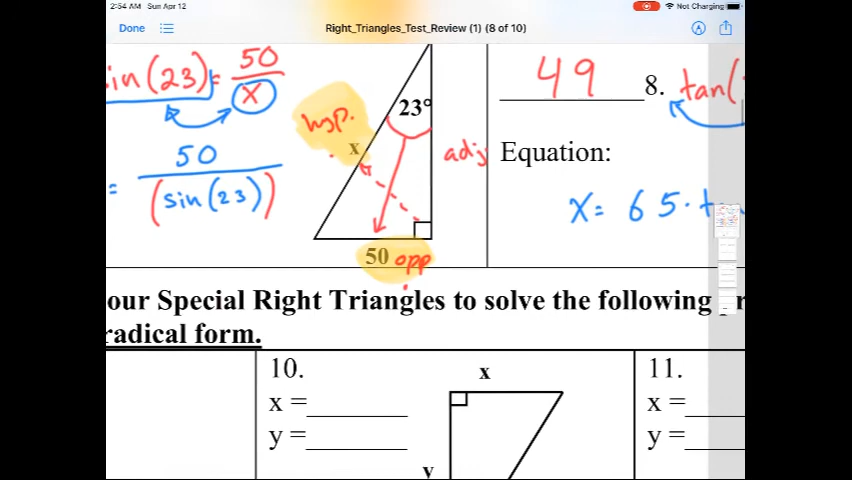 2:54 AM Sun Apr 12
Not Charging
Done
Right_Triangles_Test_Review (1) (8 of 10)
in(23) = 50/x
= 50/(sin(23))
hyp.
x
23°
adj
50 opp
49
8.
tan(
Equation:
x = 65·t
our Special Right Triangles to solve the following
radical form.
10.
x =
y =
x
y
11.
x =
y =